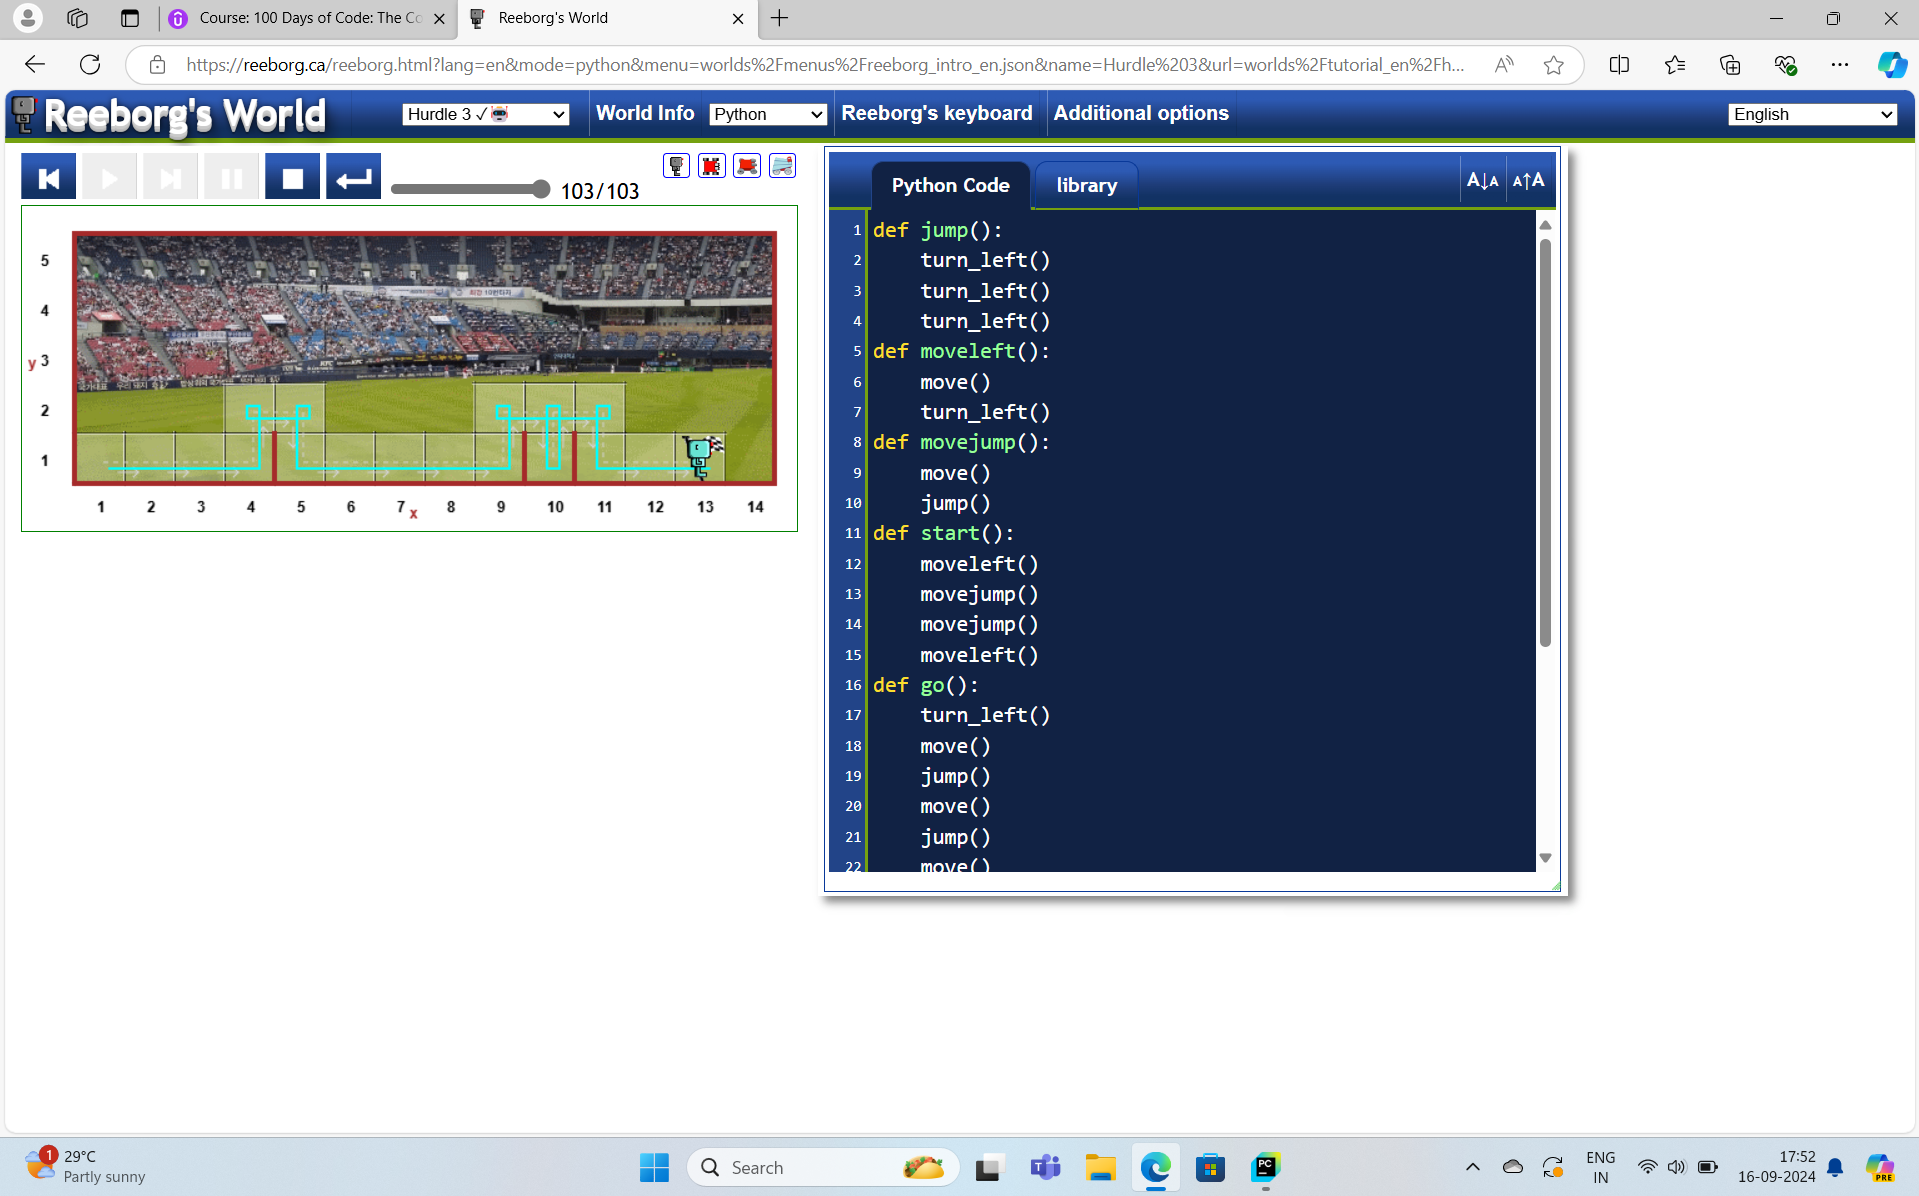 Course: 100 Days of Code: The Co
Reeborg's World
https://reeborg.ca/reeborg.html?lang=en&mode=python&menu=worlds%2Fmenus%2Freeborg_intro_en.json&name=Hurdle%203&url=worlds%2Ftutorial_en%2Fh...
Reeborg's World
Hurdle 3 ✓
World Info
Python
Reeborg's keyboard
Additional options
English
103/103
5
4
y 3
2
1
1 2 3 4 5 6 7 x 8 9 10 11 12 13 14
Python Code
library
A↓A
A↑A
1 def jump():
2 turn_left()
3 turn_left()
4 turn_left()
5 def moveleft():
6 move()
7 turn_left()
8 def movejump():
9 move()
10 jump()
11 def start():
12 moveleft()
13 movejump()
14 movejump()
15 moveleft()
16 def go():
17 turn_left()
18 move()
19 jump()
20 move()
21 jump()
22 move()
1
29°C
Partly sunny
Search
PC
ENG
IN
17:52
16-09-2024
PRE